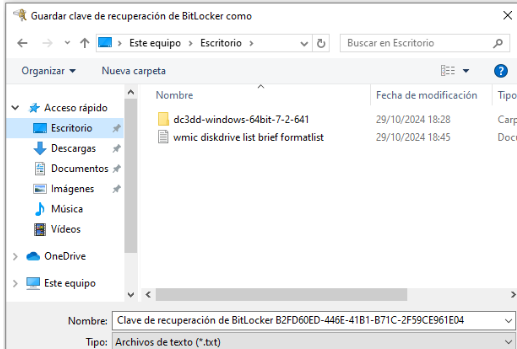 Guardar clave de recuperación de BitLocker como
Este equipo > Escritorio >
Buscar en Escritorio
Organizar
Nueva carpeta
Nombre
Fecha de modificación
Tipo
Acceso rápido
Escritorio
Descargas
Documentos
Imágenes
Música
Vídeos
OneDrive
Este equipo
dc3dd-windows-64bit-7-2-641 29/10/2024 18:28 Carp
wmic diskdrive list brief formatlist 29/10/2024 18:45 Docu
Nombre: Clave de recuperación de BitLocker B2FD60ED-446E-41B1-B71C-2F59CE961E04
Tipo: Archivos de texto (*.txt)